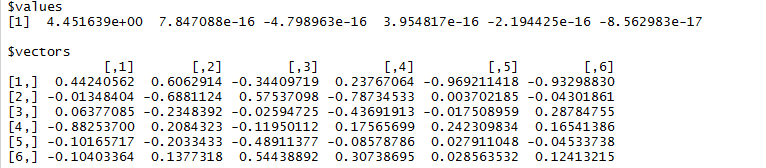 $values
[1]  4.451639e+00  7.847088e-16 -4.798963e-16  3.954817e-16 -2.194425e-16 -8.562983e-17
$vectors
[,1] [,2] [,3] [,4] [,5] [,6]
[1,]  0.44240562  0.6062914 -0.34409719  0.23767064 -0.969211418 -0.93298830
[2,] -0.01348404 -0.6881124  0.57537098 -0.78734533  0.003702185 -0.04301861
[3,]  0.06377085 -0.2348392 -0.02594725 -0.43691913 -0.017508959  0.28784755
[4,] -0.88253700  0.2084323 -0.11950112  0.17565699  0.242309834  0.16541386
[5,] -0.10165717 -0.2033433 -0.48911377 -0.08578786  0.027911048 -0.04533738
[6,] -0.10403364  0.1377318  0.54438892  0.30738695  0.028563532  0.12413215